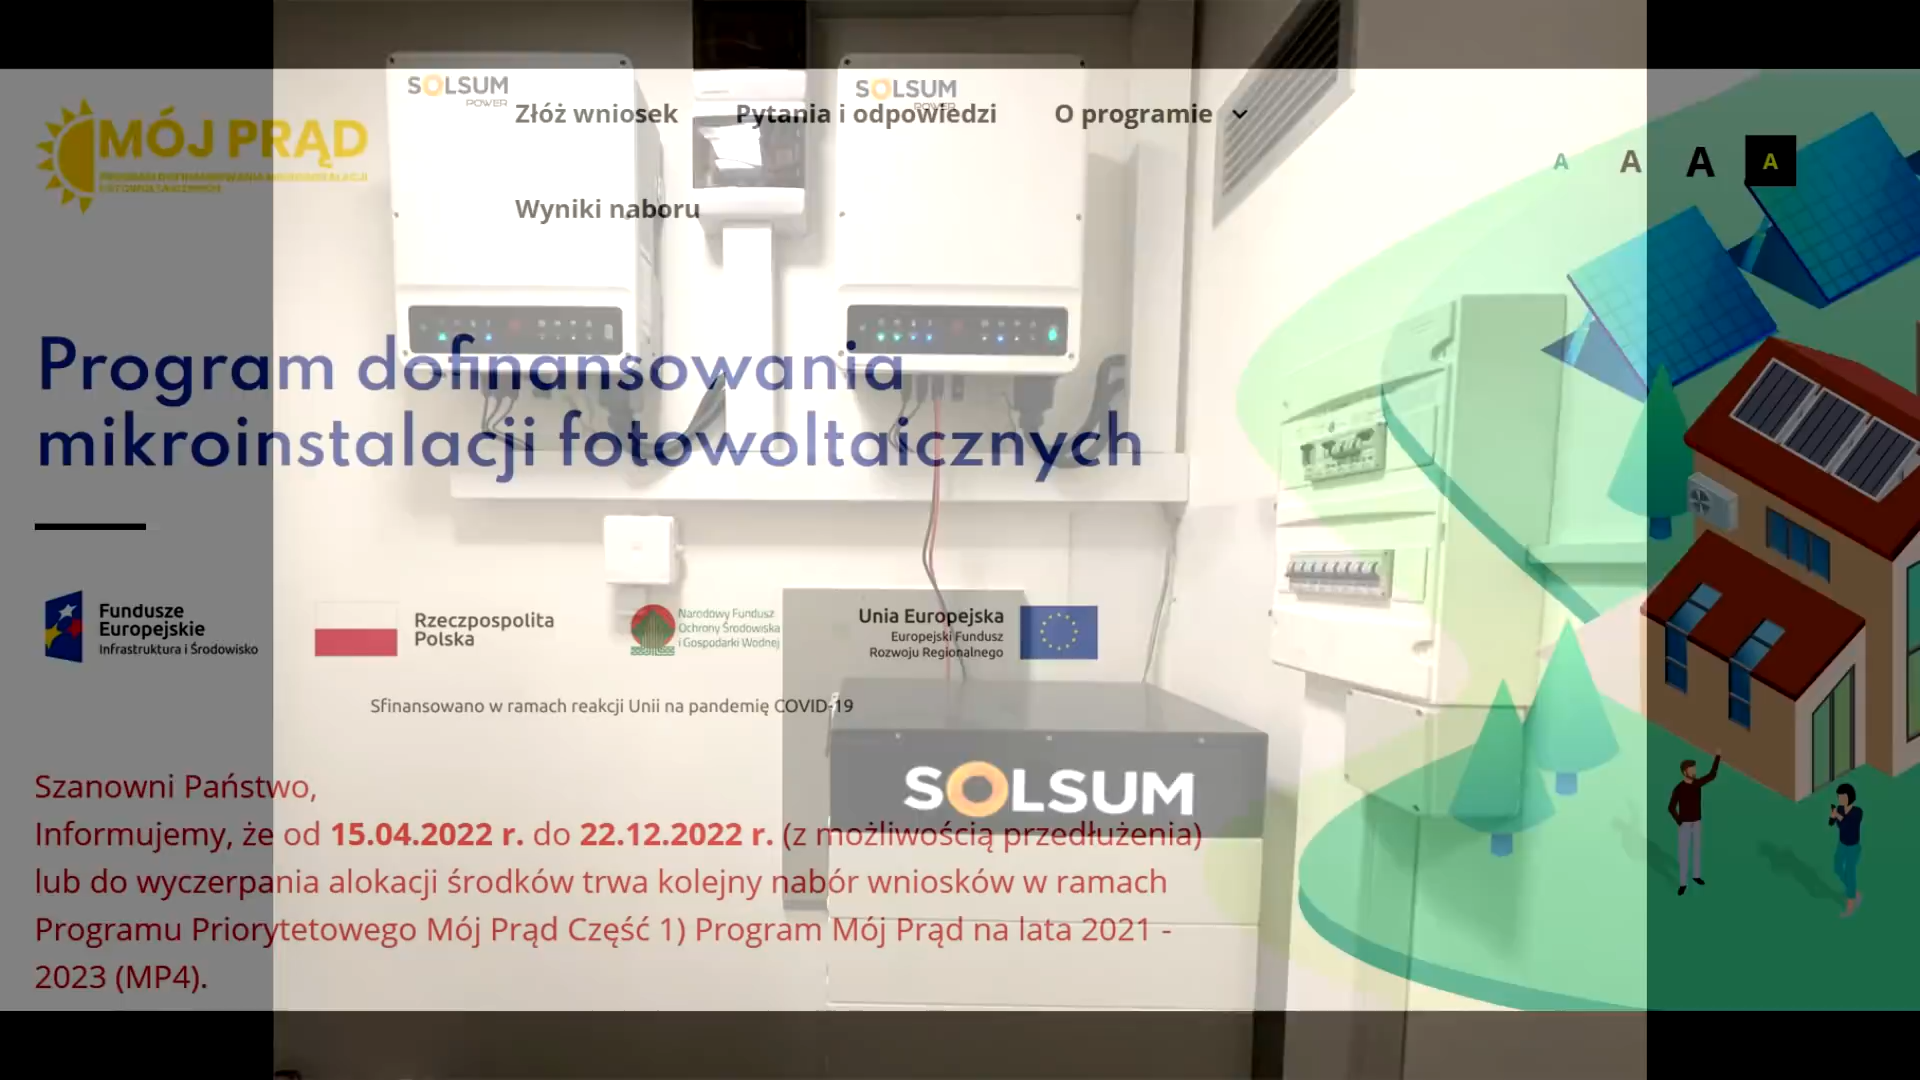 SOLSUM
POWER
SOLSUM
POWER
MÓJ PRĄD
Złóż wniosek
Pytania i odpowiedzi
O programie
A
A
A
A
Wyniki naboru
Program dofinansowania
mikroinstalacji fotowoltaicznych
Fundusze
Europejskie
Infrastruktura i Środowisko
Rzeczpospolita
Polska
Narodowy Fundusz
Ochrony Środowiska
i Gospodarki Wodnej
Unia Europejska
Europejski Fundusz
Rozwoju Regionalnego
Sfinansowano w ramach reakcji Unii na pandemię COVID-19
SOLSUM
Szanowni Państwo,
Informujemy, że od 15.04.2022 r. do 22.12.2022 r. (z możliwością przedłużenia)
lub do wyczerpania alokacji środków trwa kolejny nabór wniosków w ramach
Programu Priorytetowego Mój Prąd Część 1) Program Mój Prąd na lata 2021 -
2023 (MP4).